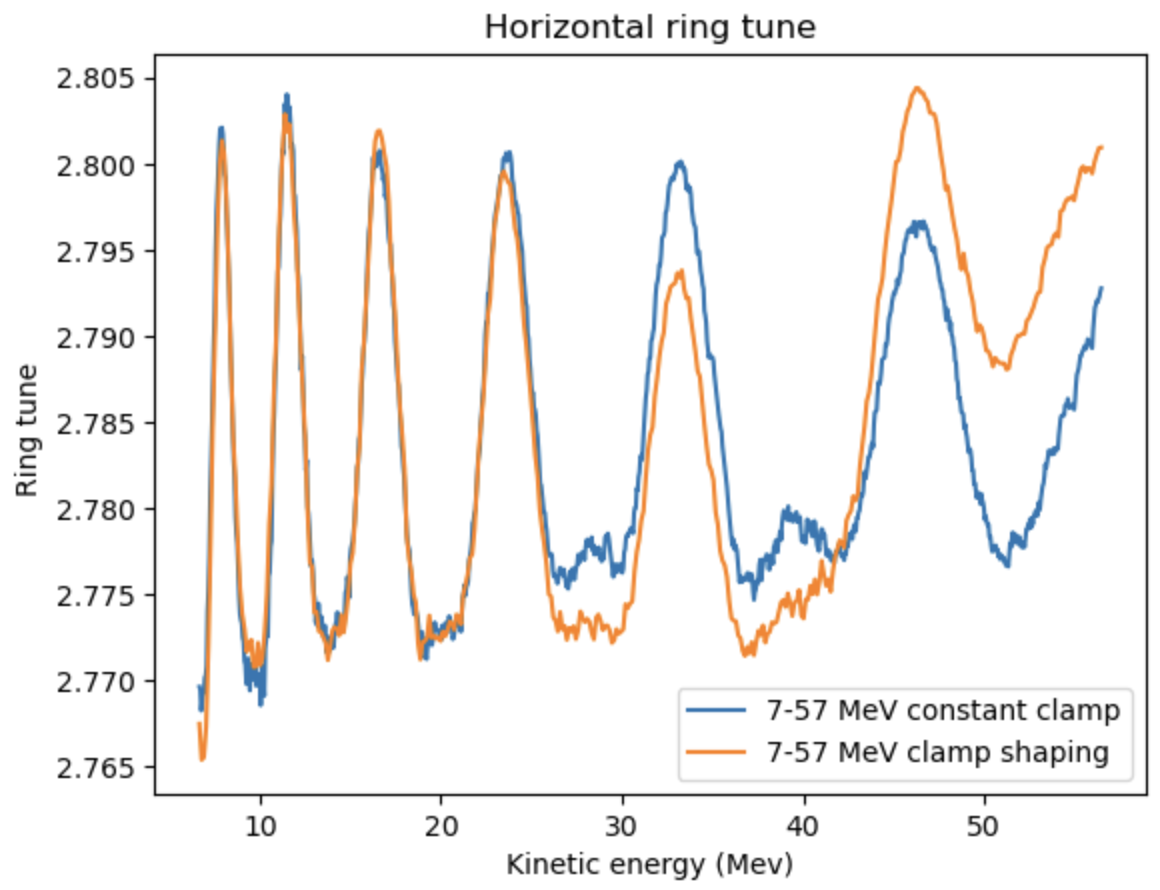 Horizontal ring tune
Ring tune
2.805
2.800
2.795
2.790
2.785
2.780
2.775
2.770
2.765
7-57 MeV constant clamp
7-57 MeV clamp shaping
10
20
30
40
50
Kinetic energy (Mev)